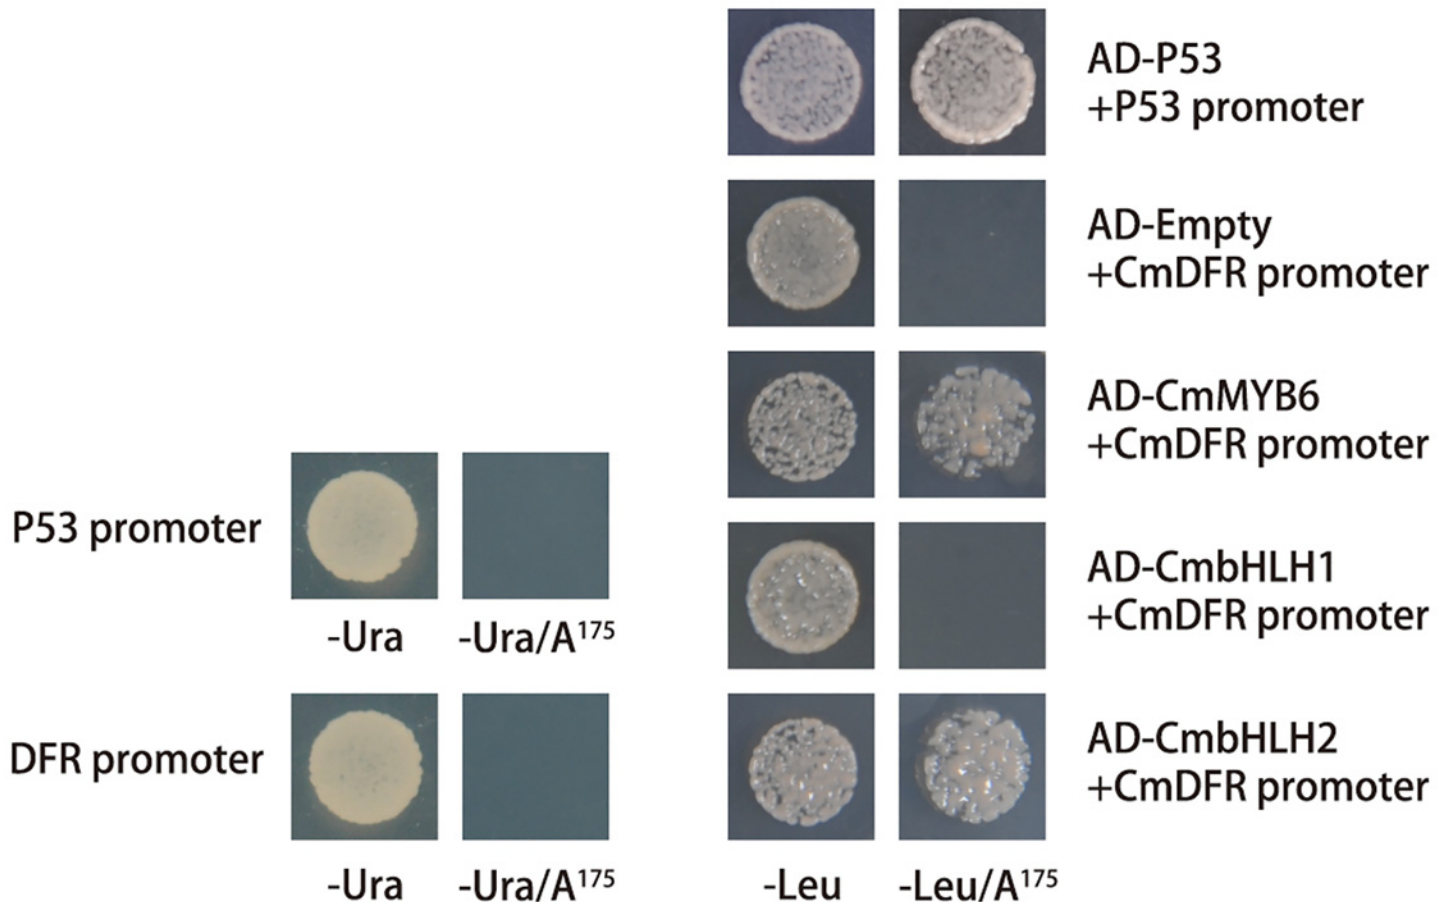 AD-P53
+P53 promoter
AD-Empty
+CmDFR promoter
AD-CmMYB6
+CmDFR promoter
P53 promoter
-Ura
-Ura/A¹⁷⁵
AD-CmbHLH1
+CmDFR promoter
DFR promoter
AD-CmbHLH2
+CmDFR promoter
-Ura
-Ura/A¹⁷⁵
-Leu
-Leu/A¹⁷⁵